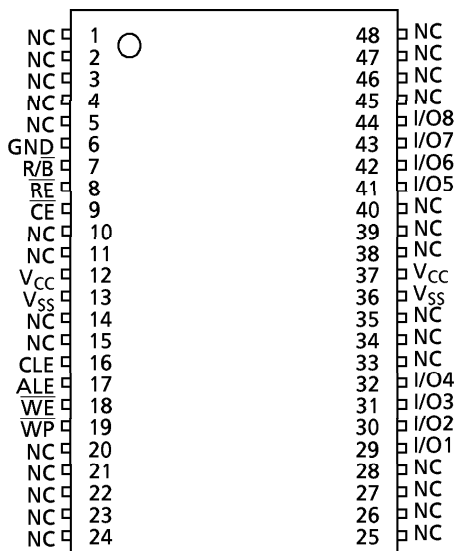 NC 1 48 NC
NC 2 47 NC
NC 3 46 NC
NC 4 45 NC
NC 5 44 I/O8
GND 6 43 I/O7
R/B̅ 7 42 I/O6
R̅E̅ 8 41 I/O5
C̅E̅ 9 40 NC
NC 10 39 NC
NC 11 38 NC
VCC 12 37 VCC
VSS 13 36 VSS
NC 14 35 NC
NC 15 34 NC
CLE 16 33 NC
ALE 17 32 I/O4
W̅E̅ 18 31 I/O3
W̅P̅ 19 30 I/O2
NC 20 29 I/O1
NC 21 28 NC
NC 22 27 NC
NC 23 26 NC
NC 24 25 NC